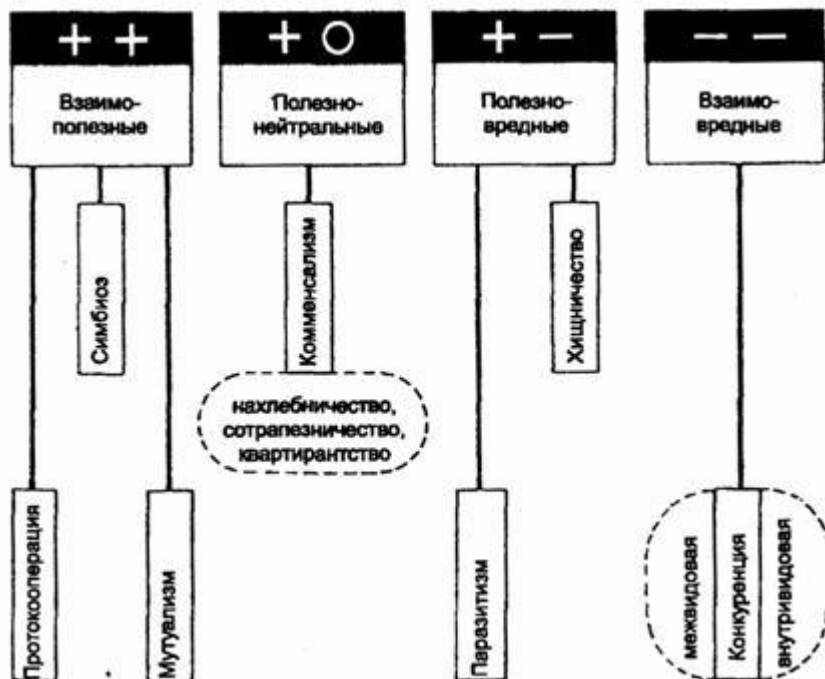 + +
Взаимо-
полезные
+ О
Полезно-
нейтральные
+ −
Полезно-
вредные
− −
Взаимо-
вредные
Симбиоз
Комменсализм
Хищничество
нахлебничество,
сотрапезничество,
квартирантство
Протокооперация
Мутуализм
Паразитизм
межвидовая
Конкуренция
внутривидовая